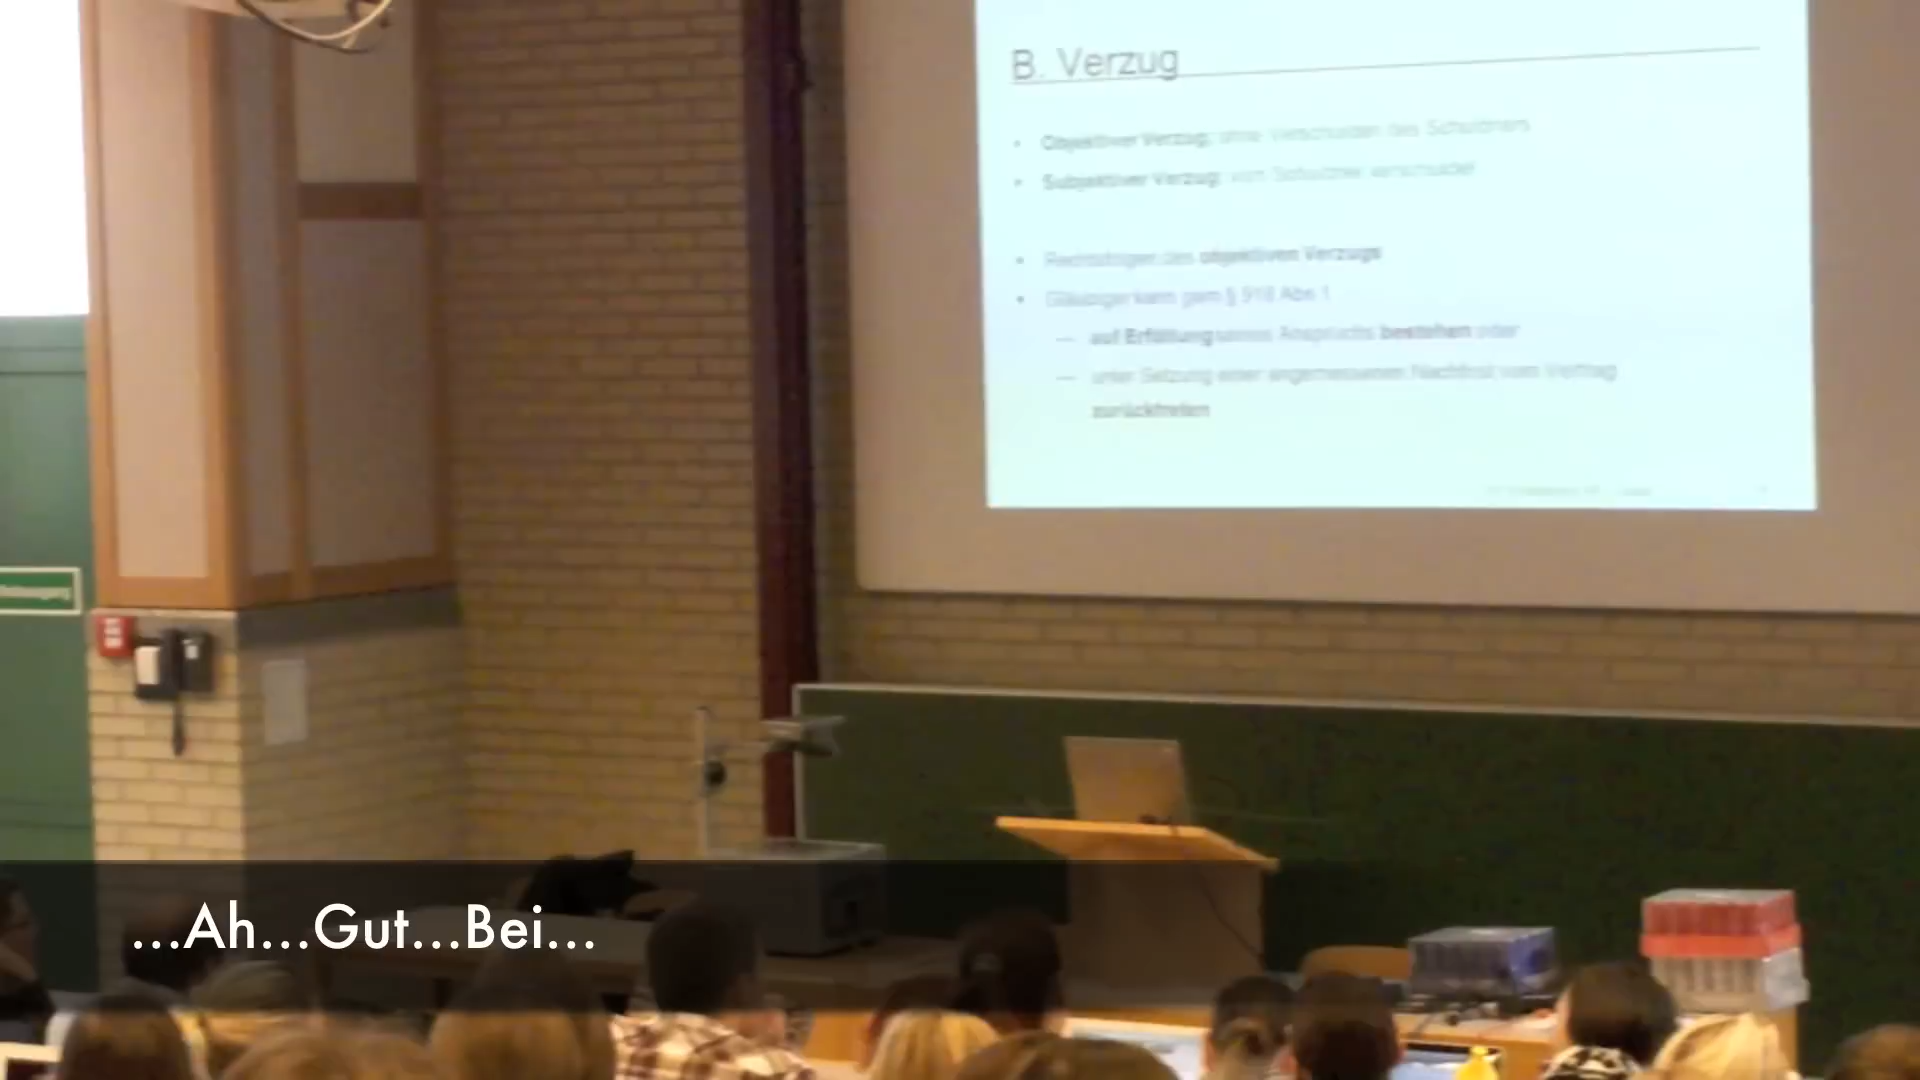 B. Verzug
• Objektiver Verzug: ohne Verschulden des Schuldners
• Subjektiver Verzug: vom Schuldner verschuldet
• Rechtsfolgen des objektiven Verzugs
• Gläubiger kann gem § 918 Abs 1
— auf Erfüllung seines Anspruchs bestehen oder
— unter Setzung einer angemessenen Nachfrist vom Vertrag
zurücktreten
...Ah...Gut...Bei...